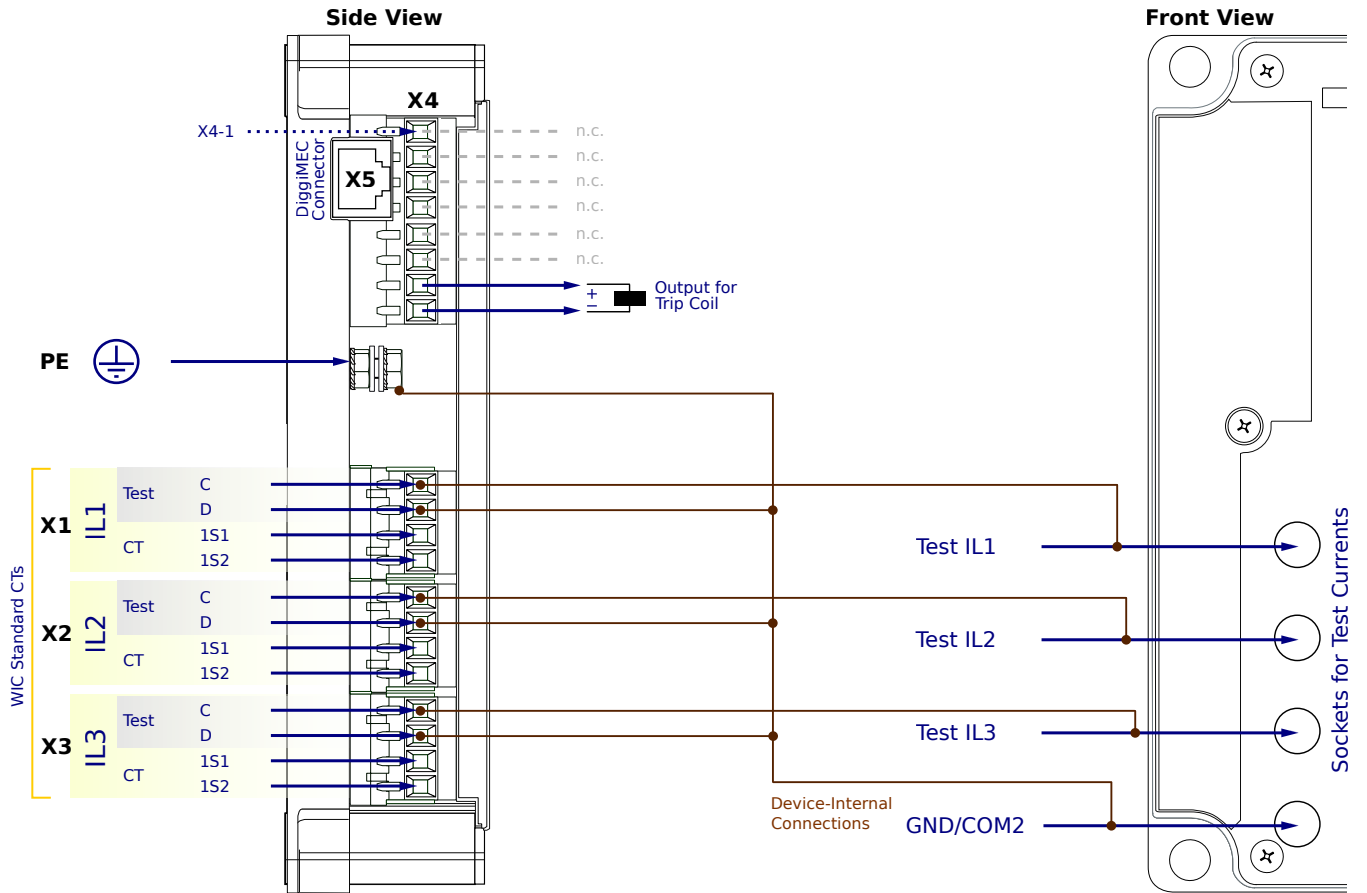 Side View
Front View
X4
X4-1
n.c.
n.c.
n.c.
n.c.
n.c.
n.c.
DiggiMEC
Connector
X5
+
−
Output for
Trip Coil
PE
WIC Standard CTs
X1
IL1
Test
C
D
CT
1S1
1S2
X2
IL2
Test
C
D
CT
1S1
1S2
X3
IL3
Test
C
D
CT
1S1
1S2
Test IL1
Test IL2
Test IL3
Device-Internal
Connections
GND/COM2
Sockets for Test Currents